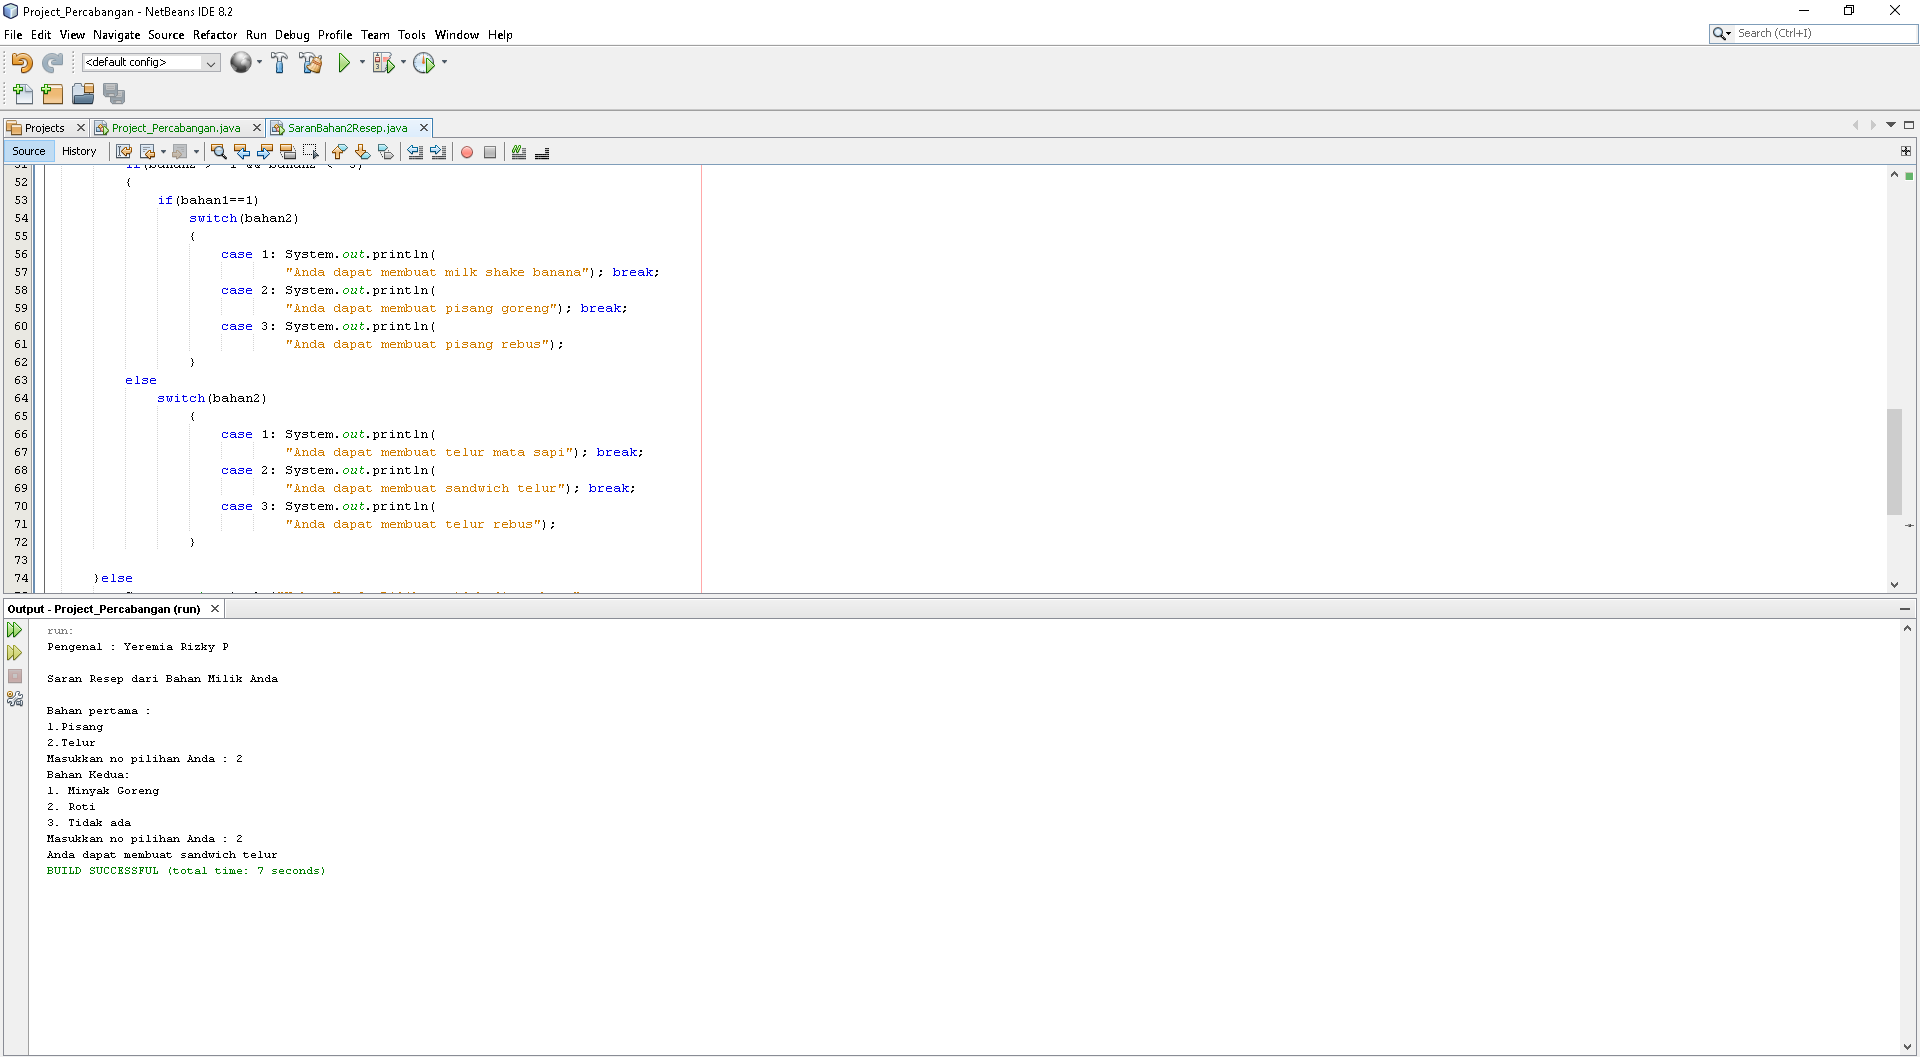 Project_Percabangan - NetBeans IDE 8.2
File Edit View Navigate Source Refactor Run Debug Profile Team Tools Window Help
Search (Ctrl+I)
<default config>
Projects Project_Percabangan.java SaranBahan2Resep.java
Source History
52 {
53 if(bahan1==1)
54 switch(bahan2)
55 {
56 case 1: System.out.println(
57 "Anda dapat membuat milk shake banana"); break;
58 case 2: System.out.println(
59 "Anda dapat membuat pisang goreng"); break;
60 case 3: System.out.println(
61 "Anda dapat membuat pisang rebus");
62 }
63 else
64 switch(bahan2)
65 {
66 case 1: System.out.println(
67 "Anda dapat membuat telur mata sapi"); break;
68 case 2: System.out.println(
69 "Anda dapat membuat sandwich telur"); break;
70 case 3: System.out.println(
71 "Anda dapat membuat telur rebus");
72 }
73
74 }else
Output - Project_Percabangan (run)
run:
Pengenal : Yeremia Rizky P
Saran Resep dari Bahan Milik Anda
Bahan pertama :
1.Pisang
2.Telur
Masukkan no pilihan Anda : 2
Bahan Kedua:
1. Minyak Goreng
2. Roti
3. Tidak ada
Masukkan no pilihan Anda : 2
Anda dapat membuat sandwich telur
BUILD SUCCESSFUL (total time: 7 seconds)